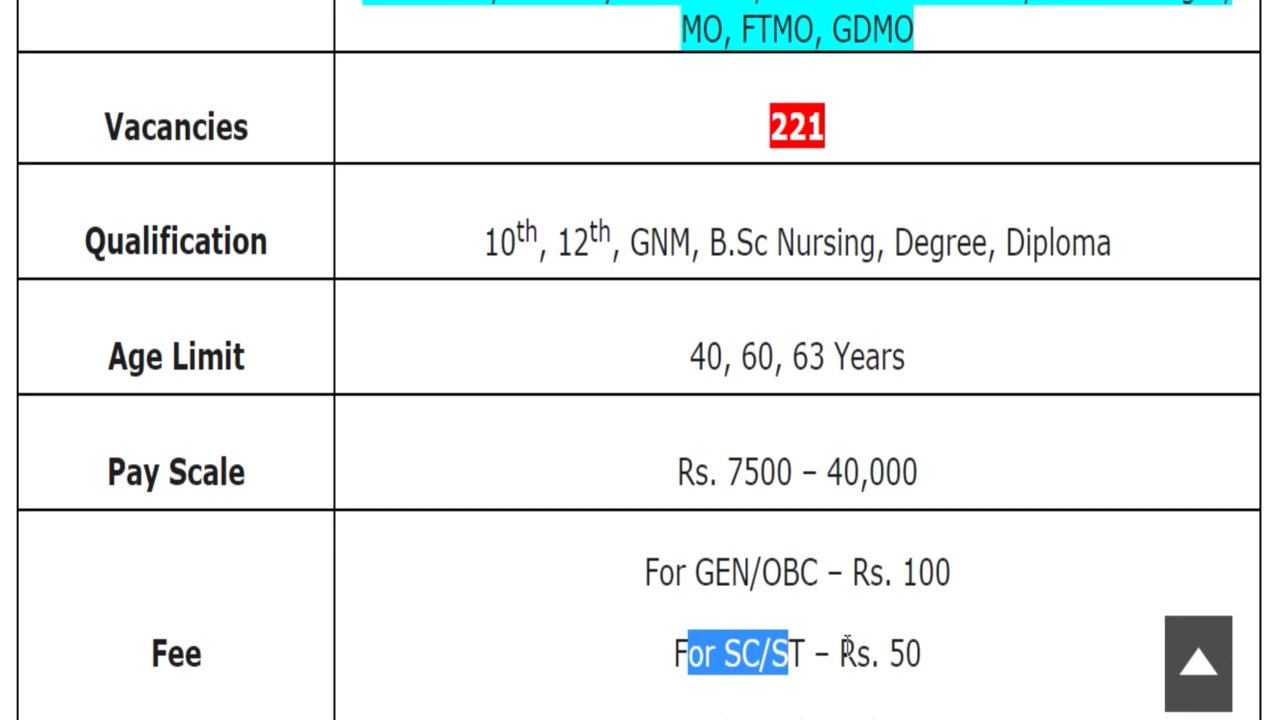 MO, FTMO, GDMO
Vacancies
221
Qualification
10th, 12th, GNM, B.Sc Nursing, Degree, Diploma
Age Limit
40, 60, 63 Years
Pay Scale
Rs. 7500 – 40,000
For GEN/OBC – Rs. 100
Fee
For SC/ST – Rs. 50